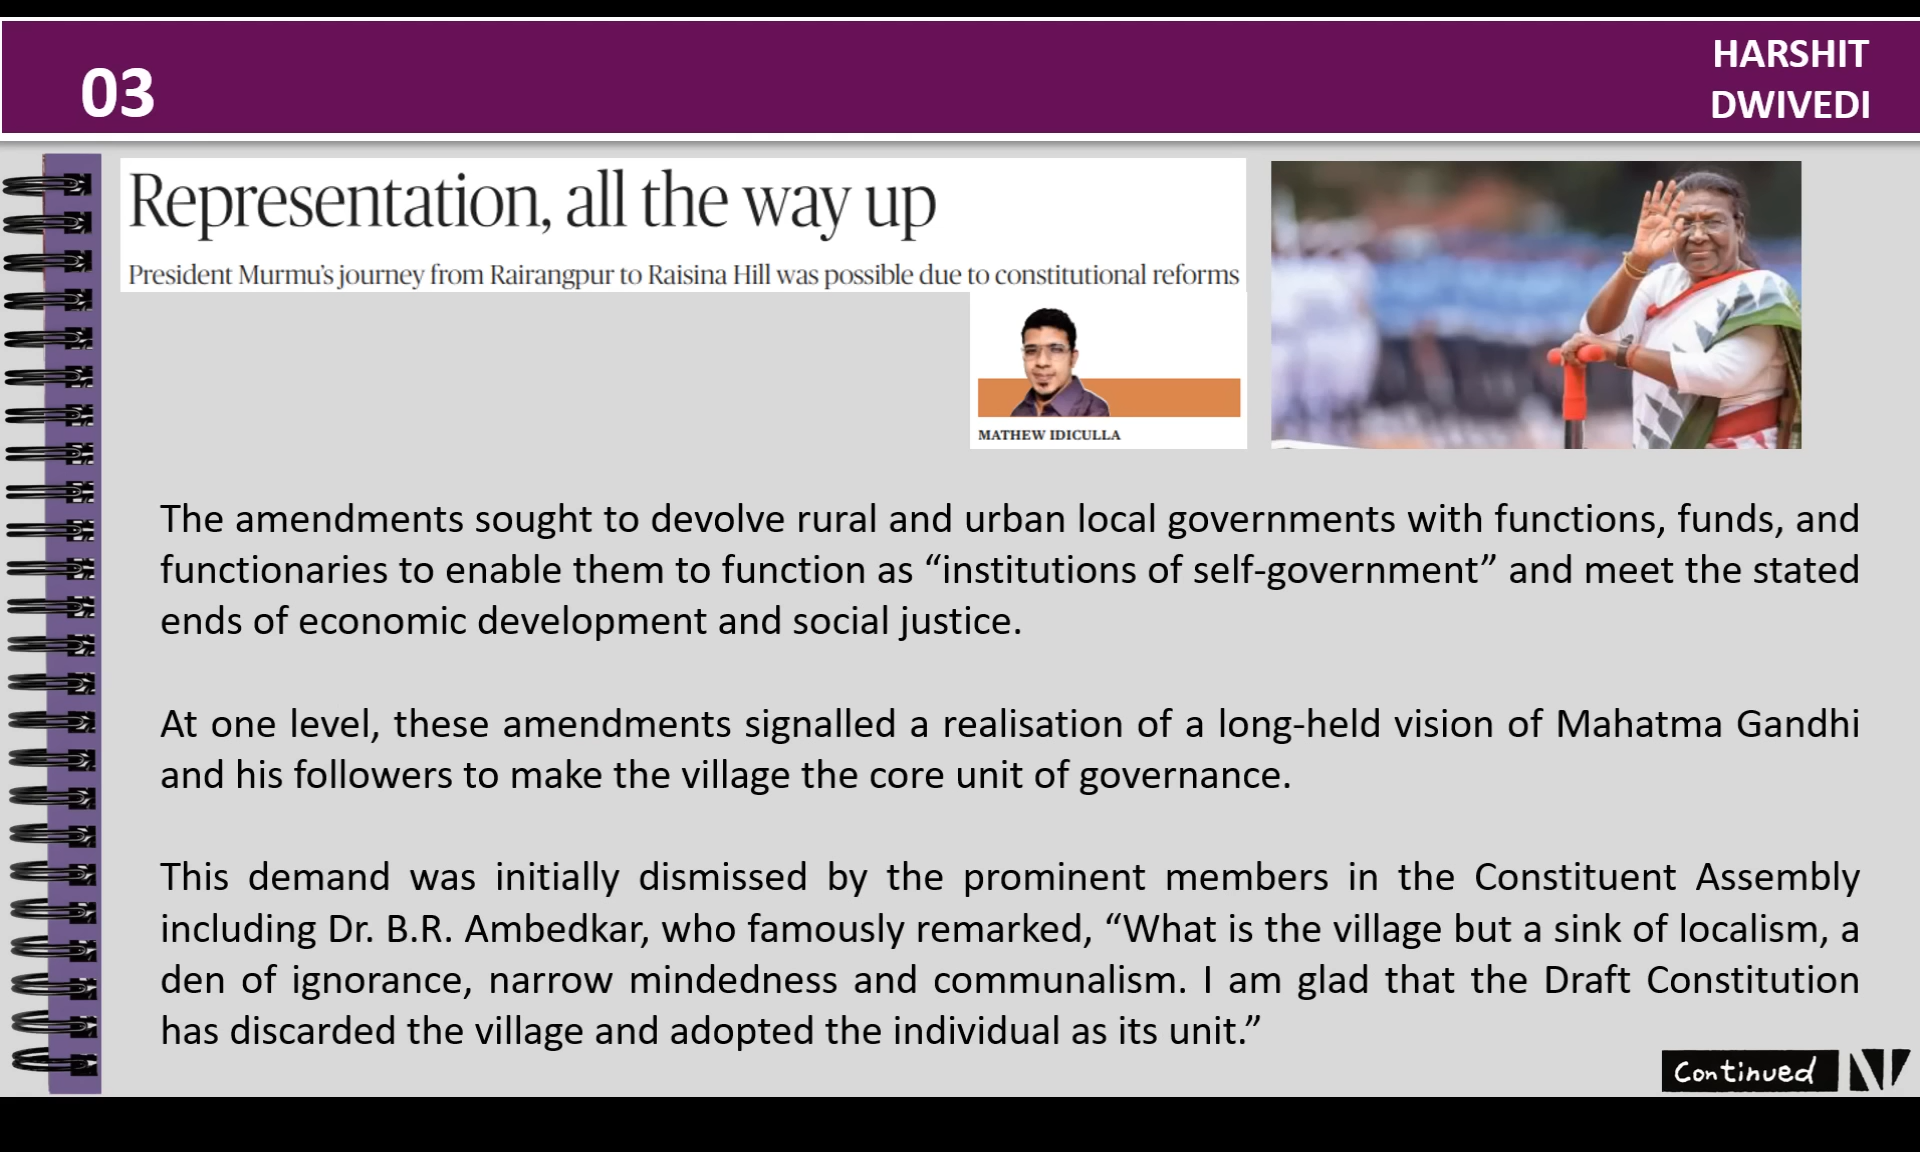 03
HARSHIT
DWIVEDI
Representation, all the way up
President Murmu's journey from Rairangpur to Raisina Hill was possible due to constitutional reforms
MATHEW IDICULLA
The amendments sought to devolve rural and urban local governments with functions, funds, and
functionaries to enable them to function as “institutions of self-government” and meet the stated
ends of economic development and social justice.
At one level, these amendments signalled a realisation of a long-held vision of Mahatma Gandhi
and his followers to make the village the core unit of governance.
This demand was initially dismissed by the prominent members in the Constituent Assembly
including Dr. B.R. Ambedkar, who famously remarked, “What is the village but a sink of localism, a
den of ignorance, narrow mindedness and communalism. I am glad that the Draft Constitution
has discarded the village and adopted the individual as its unit.”
Continued